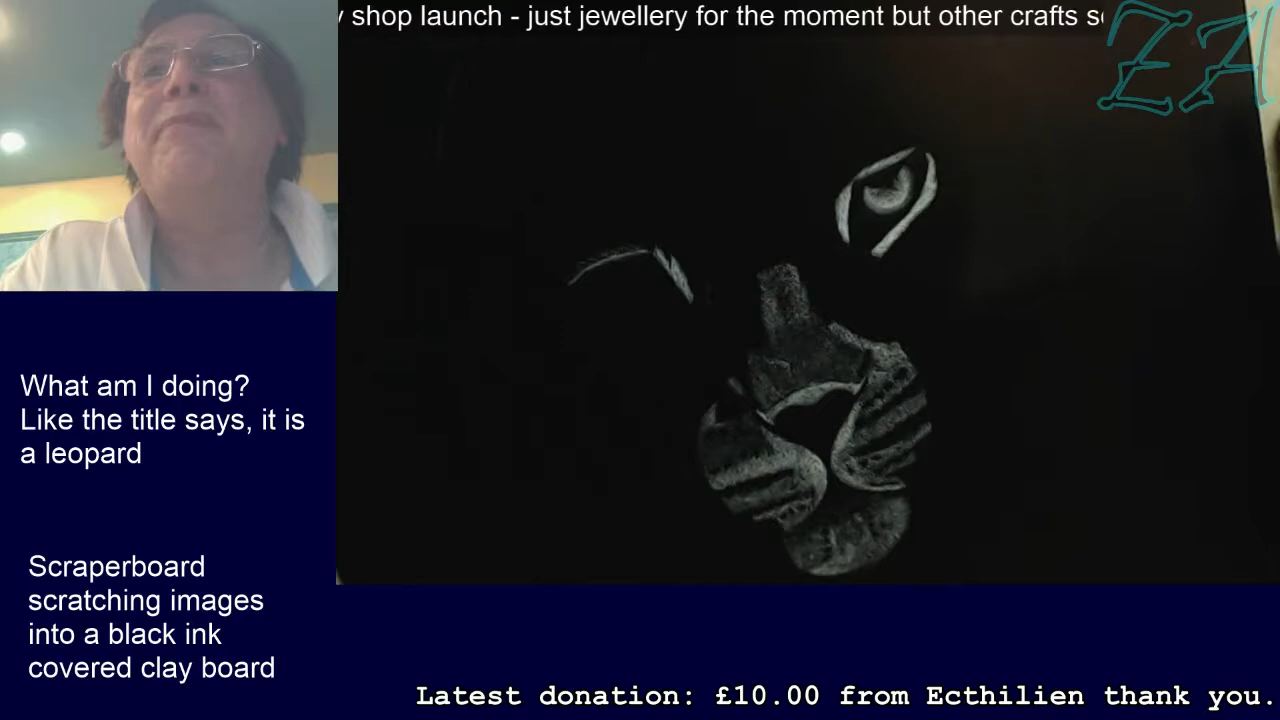 shop launch - just jewellery for the moment but other crafts
ZA
What am I doing?
Like the title says, it is
a leopard
Scraperboard
scratching images
into a black ink
covered clay board
Latest donation: £10.00 from Ecthilien thank you.